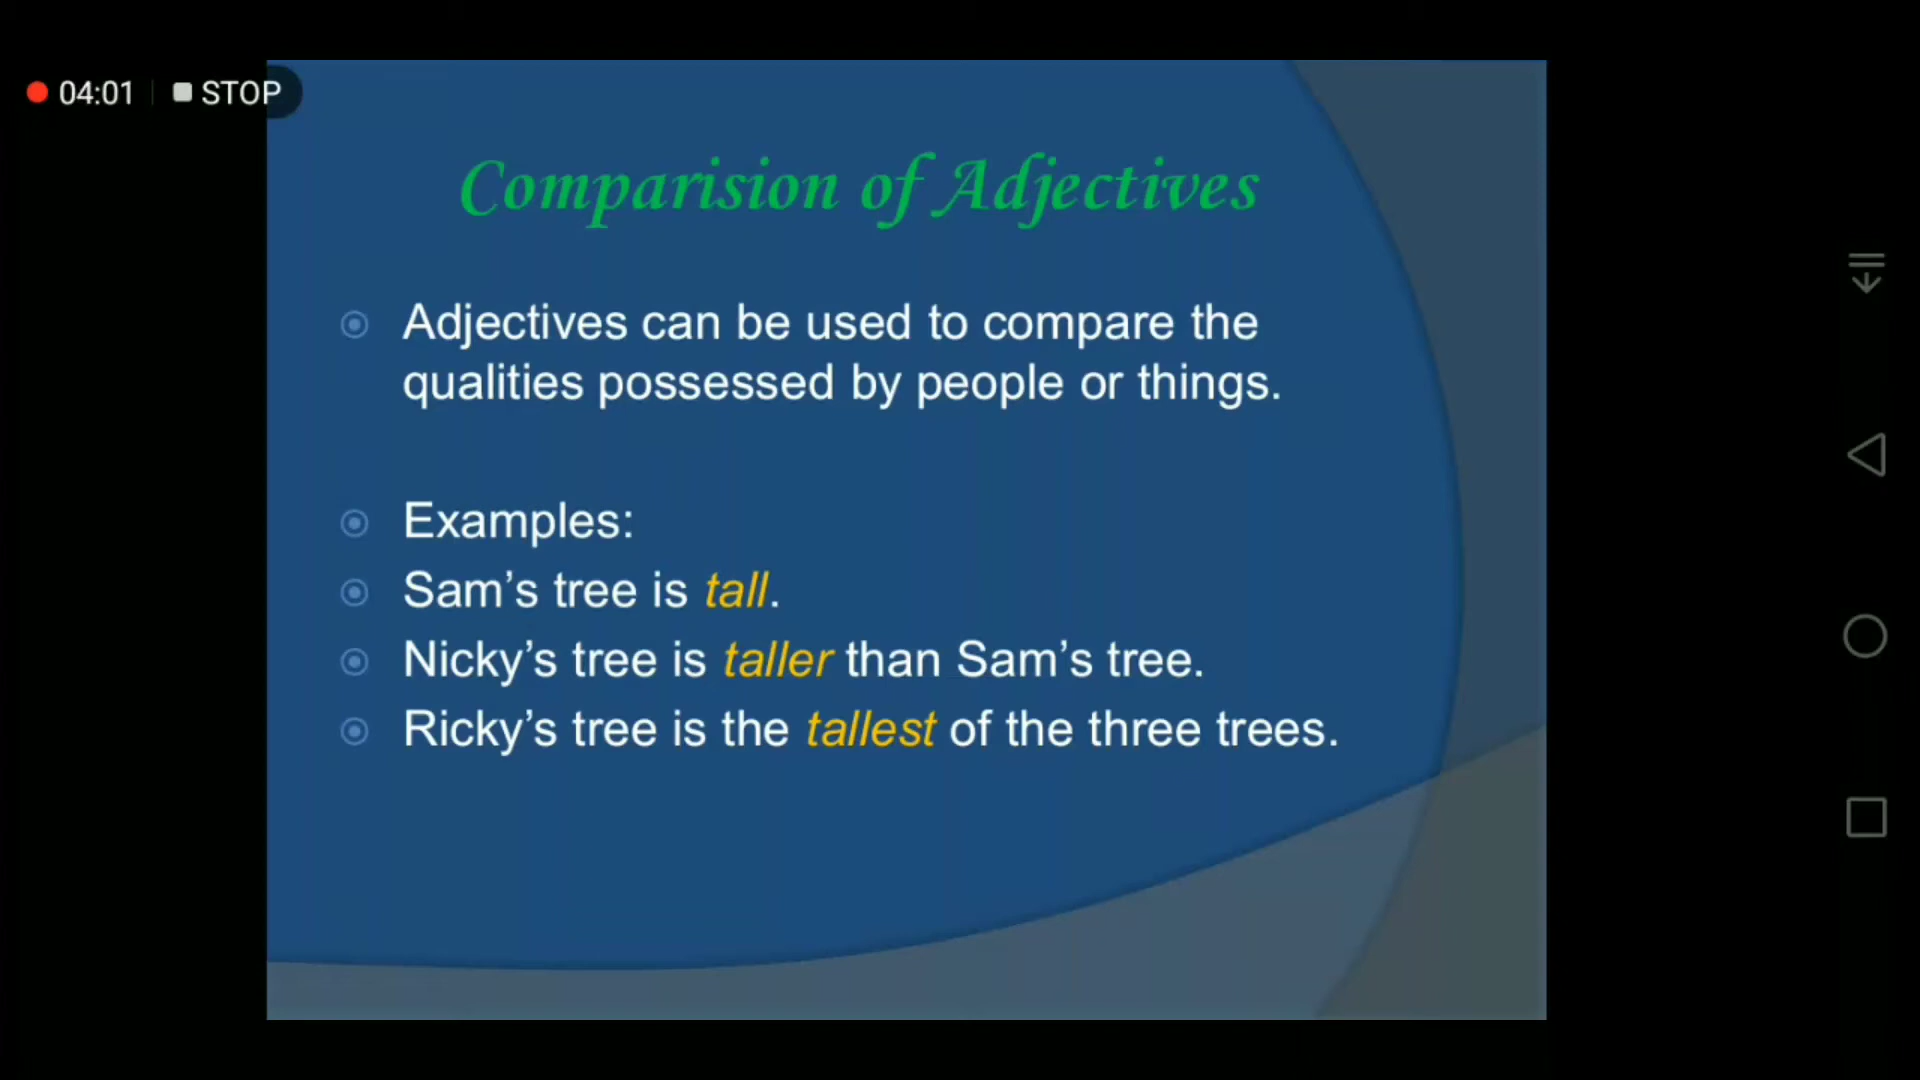 04:01 STOP
Comparision of Adjectives
Adjectives can be used to compare the
qualities possessed by people or things.
Examples:
Sam’s tree is tall.
Nicky’s tree is taller than Sam’s tree.
Ricky’s tree is the tallest of the three trees.